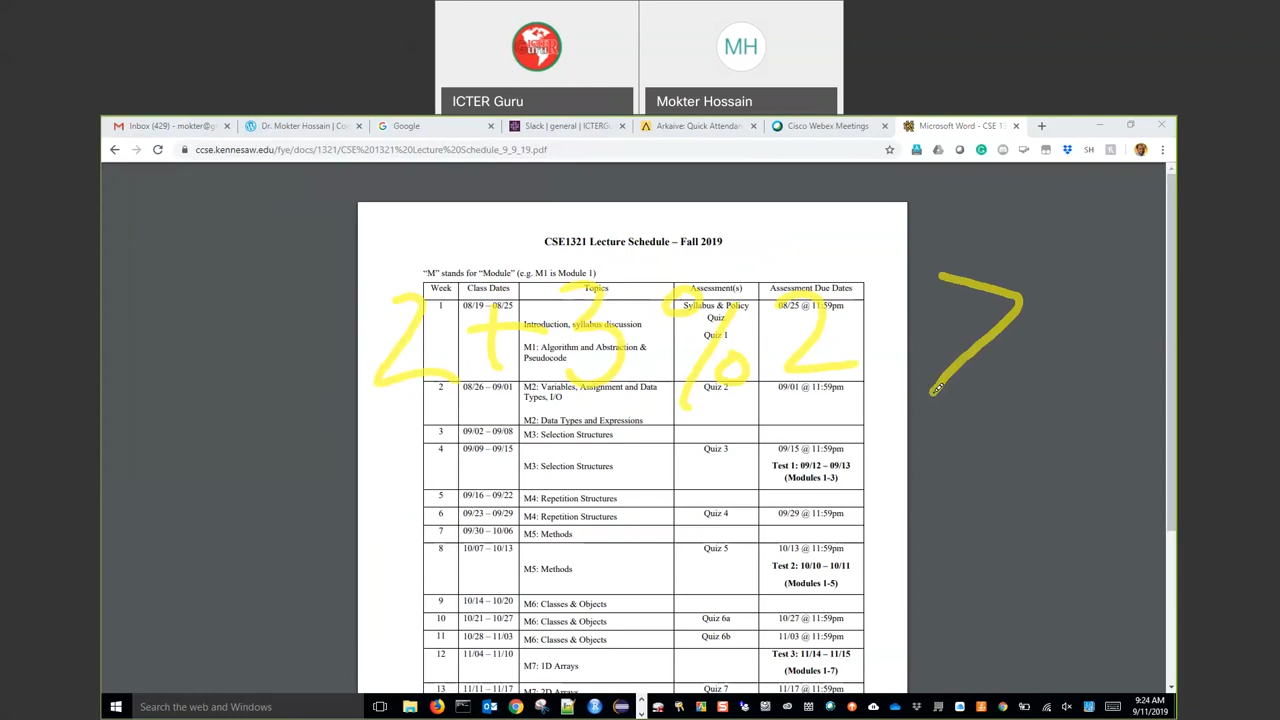 MH
ICTER Guru
Mokter Hossain
Inbox (429) - mokter@g
Dr. Mokter Hossain | Co
Google
Slack | general | ICTERG
Arkaive: Quick Attendan
Cisco Webex Meetings
Microsoft Word - CSE 13
ccse.kennesaw.edu/fye/docs/1321/CSE%201321%20Lecture%20Schedule_9_9_19.pdf
SH
CSE1321 Lecture Schedule – Fall 2019
“M” stands for “Module” (e.g. M1 is Module 1)
Week Class Dates Topics Assessment(s) Assessment Due Dates
1 08/19 – 08/25 Syllabus & Policy 08/25 @ 11:59pm
Quiz
Introduction, syllabus discussion
Quiz 1
M1: Algorithm and Abstraction &
Pseudocode
2+3%2 >
2 08/26 – 09/01 M2: Variables, Assignment and Data Quiz 2 09/01 @ 11:59pm
Types, I/O
M2: Data Types and Expressions
3 09/02 – 09/08 M3: Selection Structures
4 09/09 – 09/15 Quiz 3 09/15 @ 11:59pm
M3: Selection Structures Test 1: 09/12 – 09/13
(Modules 1-3)
5 09/16 – 09/22 M4: Repetition Structures
6 09/23 – 09/29 M4: Repetition Structures Quiz 4 09/29 @ 11:59pm
7 09/30 – 10/06 M5: Methods
8 10/07 – 10/13 Quiz 5 10/13 @ 11:59pm
M5: Methods Test 2: 10/10 – 10/11
(Modules 1-5)
9 10/14 – 10/20 M6: Classes & Objects
10 10/21 – 10/27 M6: Classes & Objects Quiz 6a 10/27 @ 11:59pm
11 10/28 – 11/03 M6: Classes & Objects Quiz 6b 11/03 @ 11:59pm
12 11/04 – 11/10 Test 3: 11/14 – 11/15
M7: 1D Arrays (Modules 1-7)
13 11/11 – 11/17 M7: 2D Arrays Quiz 7 11/17 @ 11:59pm
Search the web and Windows
9:24 AM
9/11/2019